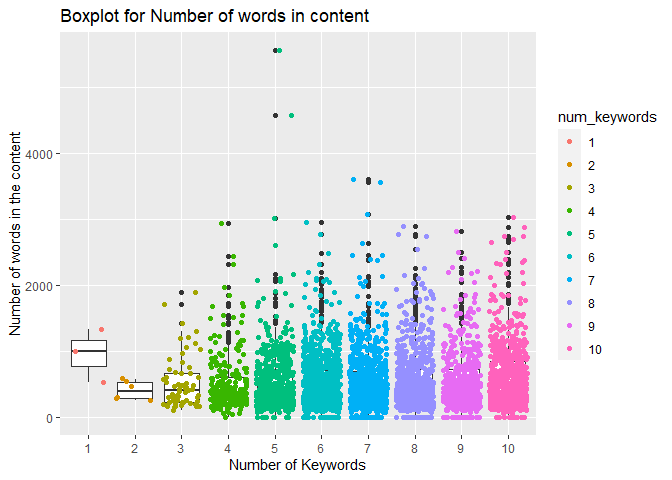 Boxplot for Number of words in content
Number of words in the content
4000
2000
0
1 2 3 4 5 6 7 8 9 10
Number of Keywords
num_keywords
1
2
3
4
5
6
7
8
9
10